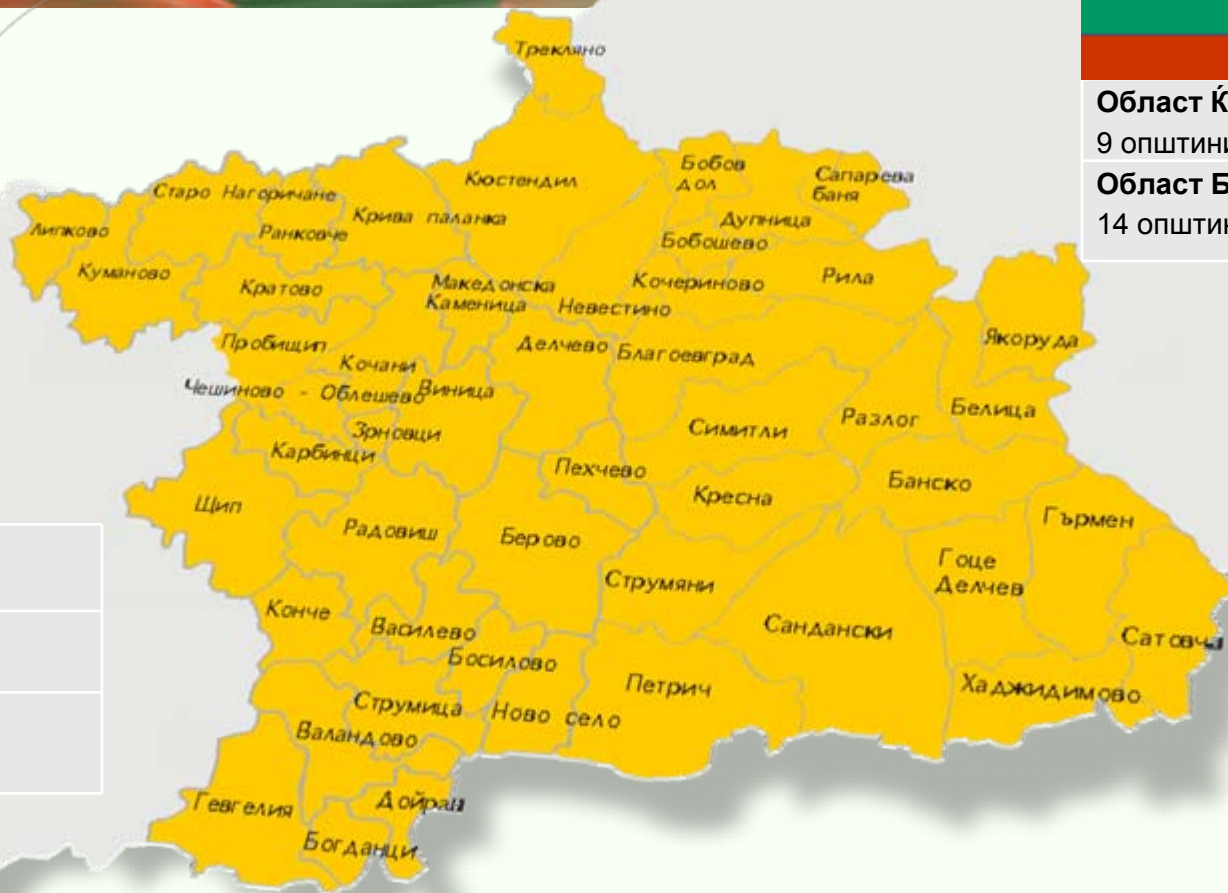 Трекляно
Област Ќ
9 општини
Област Б
14 општин
Бобов
дол
Сапарева
баня
Кюстендил
Старо Нагоричане
Крива паланка
Дупница
Липково
Ранковче
Бобошево
Куманово
Кратово
Македонска
Каменица
Кочериново
Рила
Невестино
Пробищип
Делчево
Благоевград
Якоруда
Кочани
Чешиново - Облешево
Виница
Разлог
Белица
Зрновци
Симитли
Карбинци
Пехчево
Кресна
Банско
Щип
Радовиш
Берово
Гърмен
Гоце
Делчев
Струмяни
Конче
Василево
Сандански
Сатовча
Босилово
Петрич
Хаджидимово
Струмица
Ново село
Валандово
Гевгелия
Дойран
Богданци